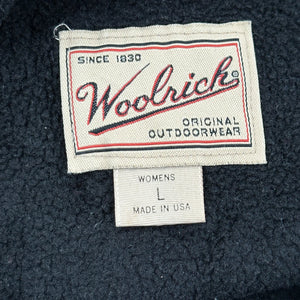 SINCE 1830
Woolrich®
ORIGINAL
OUTDOORWEAR
WOMENS
L
MADE IN USA